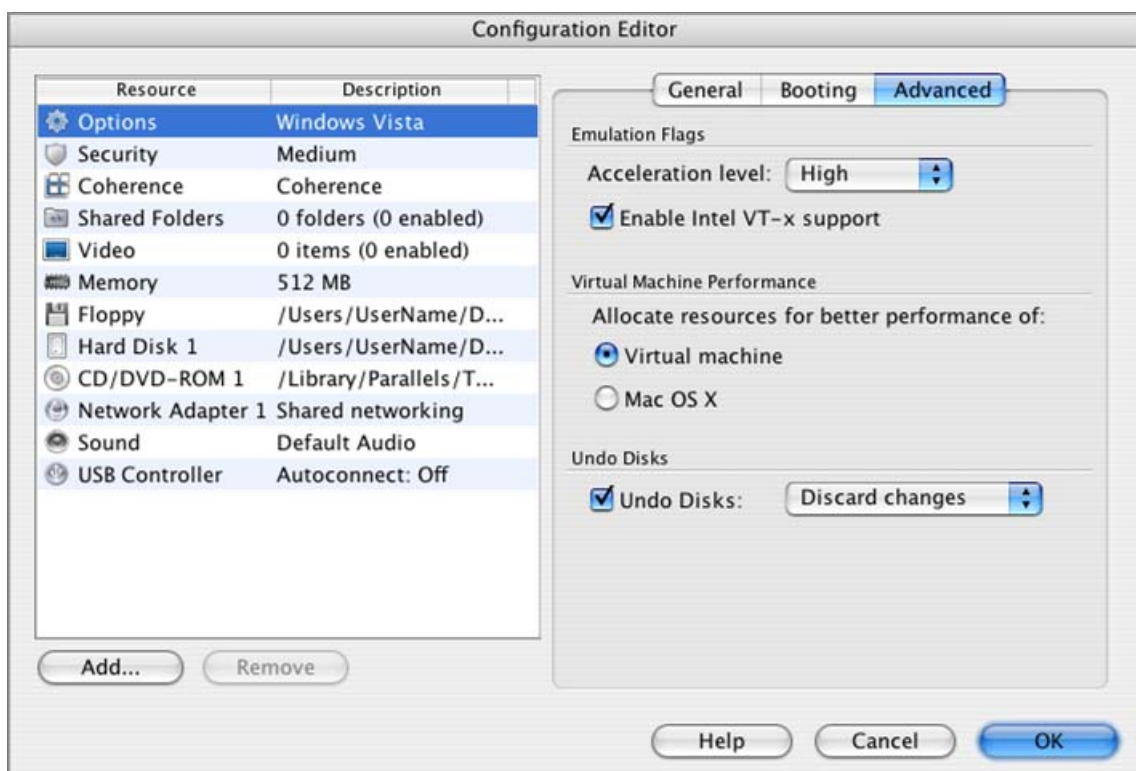 Configuration Editor
Resource Description
Options Windows Vista
Security Medium
Coherence Coherence
Shared Folders 0 folders (0 enabled)
Video 0 items (0 enabled)
Memory 512 MB
Floppy /Users/UserName/D...
Hard Disk 1 /Users/UserName/D...
CD/DVD-ROM 1 /Library/Parallels/T...
Network Adapter 1 Shared networking
Sound Default Audio
USB Controller Autoconnect: Off
Add... Remove
General Booting Advanced
Emulation Flags
Acceleration level: High
Enable Intel VT-x support
Virtual Machine Performance
Allocate resources for better performance of:
Virtual machine
Mac OS X
Undo Disks
Undo Disks: Discard changes
Help Cancel OK